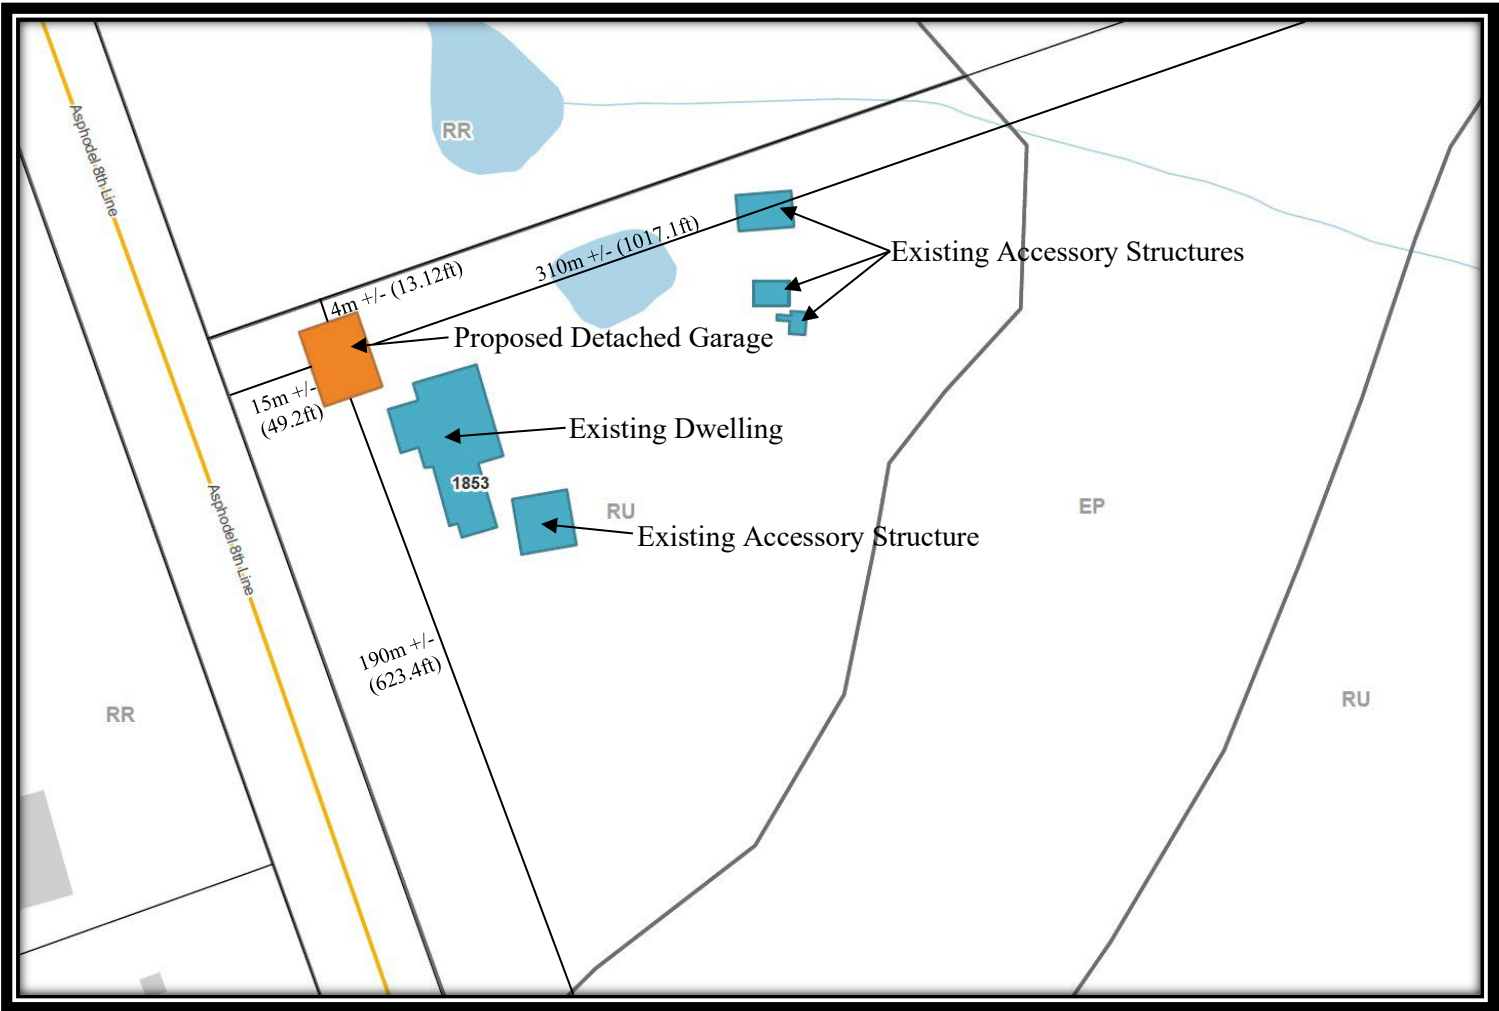 Asphodel 8th Line
RR
310m +/- (1017.1ft)
Existing Accessory Structures
4m +/- (13.12ft)
Proposed Detached Garage
15m +/-
(49.2ft)
Existing Dwelling
1853
RU
EP
Existing Accessory Structure
Asphodel 8th Line
190m +/-
(623.4ft)
RR
RU